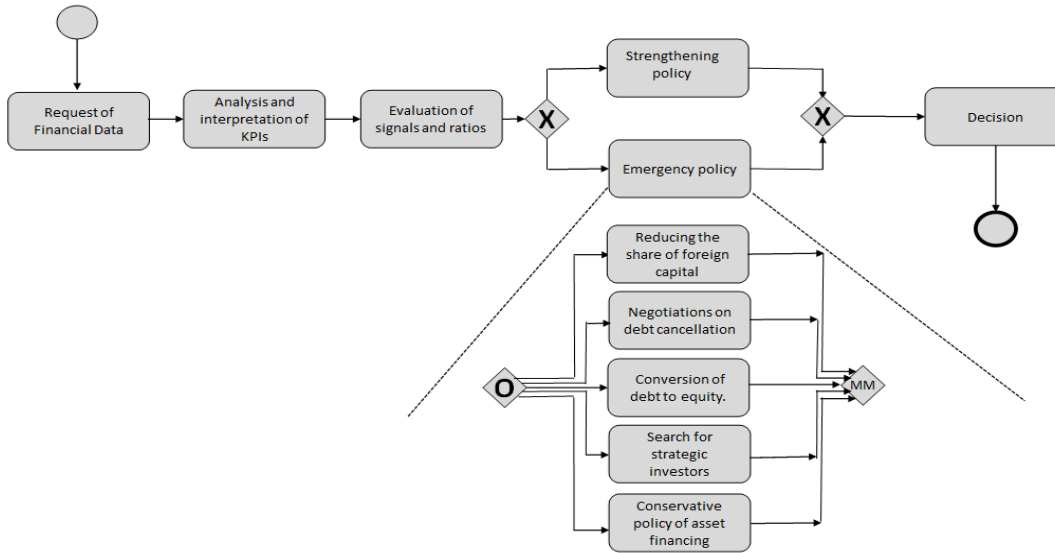 Request of
Financial Data
Analysis and
interpretation of
KPIs
Evaluation of
signals and ratios
X
Strengthening
policy
Emergency policy
X
Decision
O
Reducing the
share of foreign
capital
Negotiations on
debt cancellation
Conversion of
debt to equity.
Search for
strategic
investors
Conservative
policy of asset
financing
MM